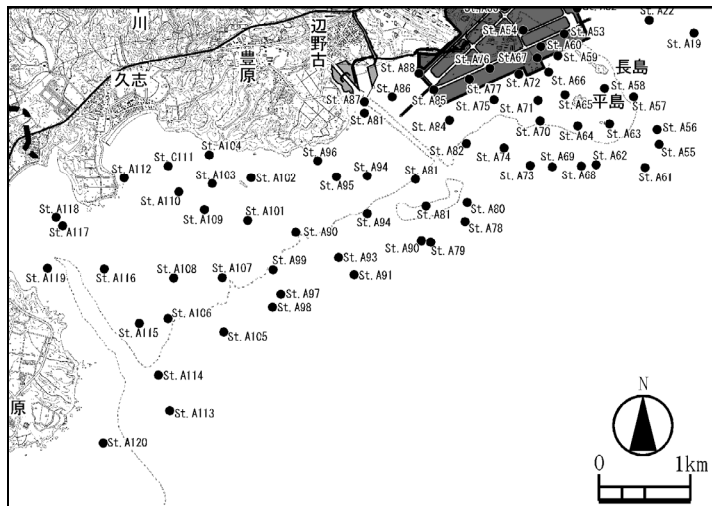 St. A22
St. A54
St. A53
St. A19
川
辺野古
St. A60
St. A76
St. A67
St. A59
豊原
St. A88
St. A72
St. A66
長島
久志
St. A77
St. A58
St. A86
St. A85
St. A75
St. A71
St. A65
平島
St. A57
St. A87
St. A81
St. A84
St. A70
St. A64
St. A63
St. A56
St. A82
St. A74
St. A55
St. A104
St. A96
St. C111
St. A94
St. A81
St. A73
St. A69
St. A68
St. A62
St. A61
St. A112
St. A103
St. A102
St. A95
St. A110
St. A80
St. A118
St. A109
St. A101
St. A94
St. A81
St. A78
St. A117
St. A90
St. A90
St. A79
St. A93
St. A119
St. A116
St. A108
St. A107
St. A99
St. A91
St. A97
St. A98
St. A106
St. A115
St. A105
St. A114
N
原
St. A113
St. A120
0 1km